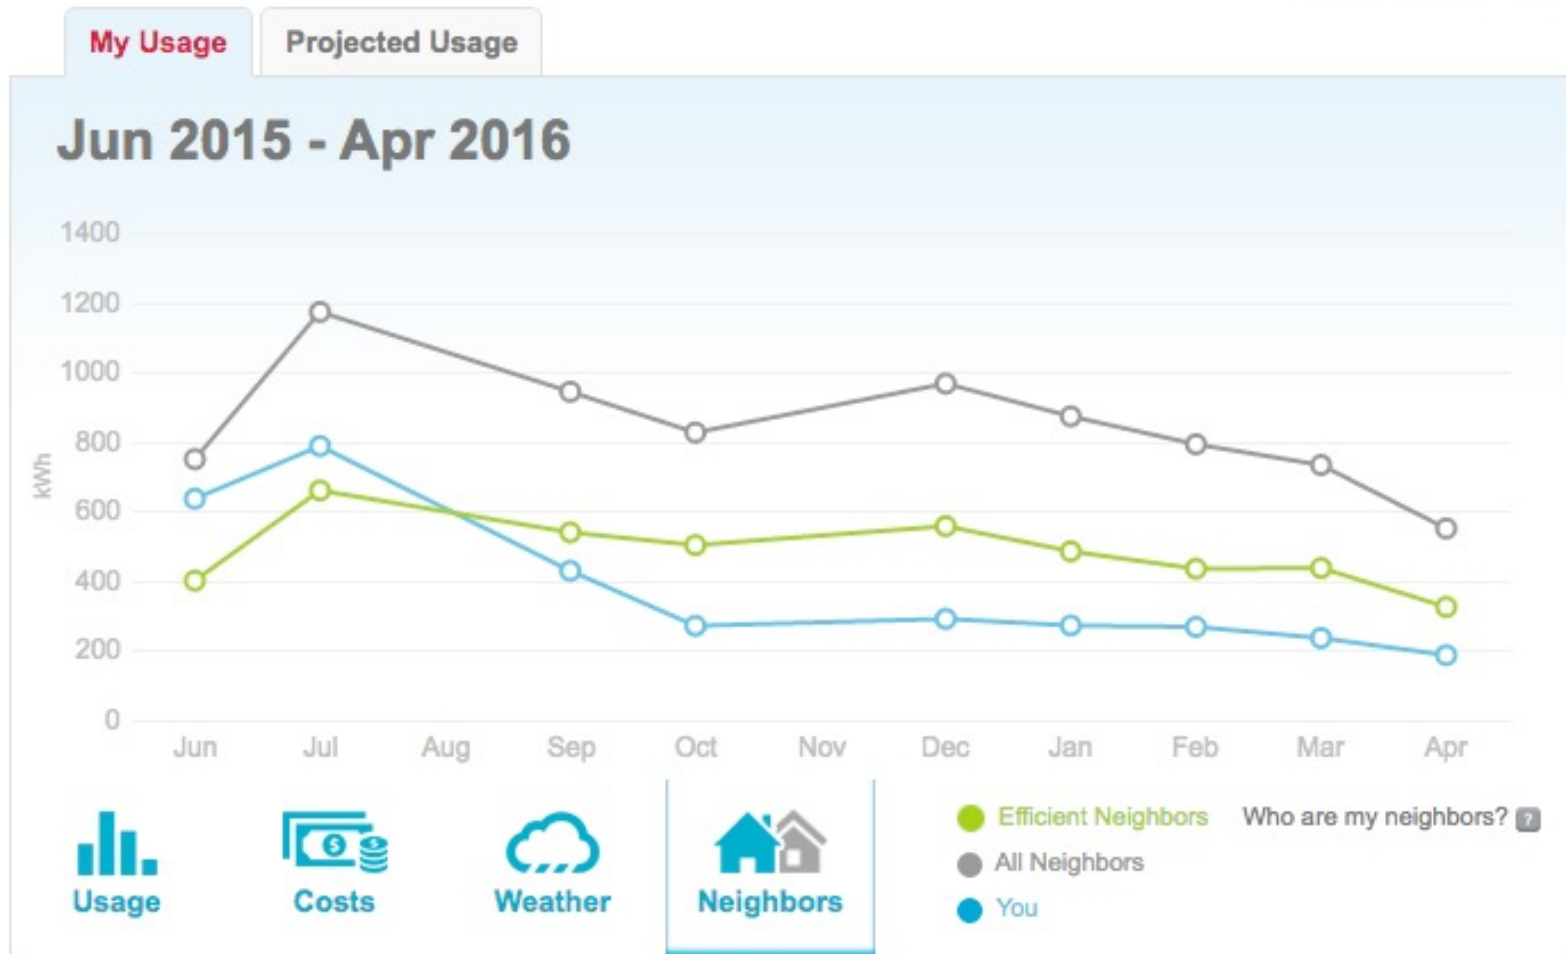 My Usage
Projected Usage
Jun 2015 - Apr 2016
1400
1200
1000
800
600
400
200
0
kWh
Jun Jul Aug Sep Oct Nov Dec Jan Feb Mar Apr
Usage
Costs
Weather
Neighbors
Efficient Neighbors
Who are my neighbors? ?
All Neighbors
You